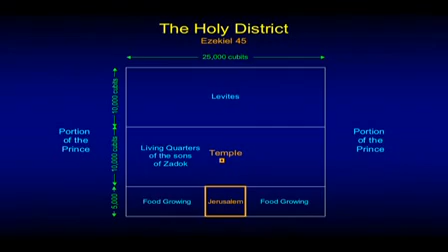 The Holy District
Ezekiel 45
25,000 cubits
10,000 cubits
Levites
Portion
of the
Prince
10,000 cubits
Living Quarters
of the sons
of Zadok
Temple
Portion
of the
Prince
5,000
Food Growing
Jerusalem
Food Growing